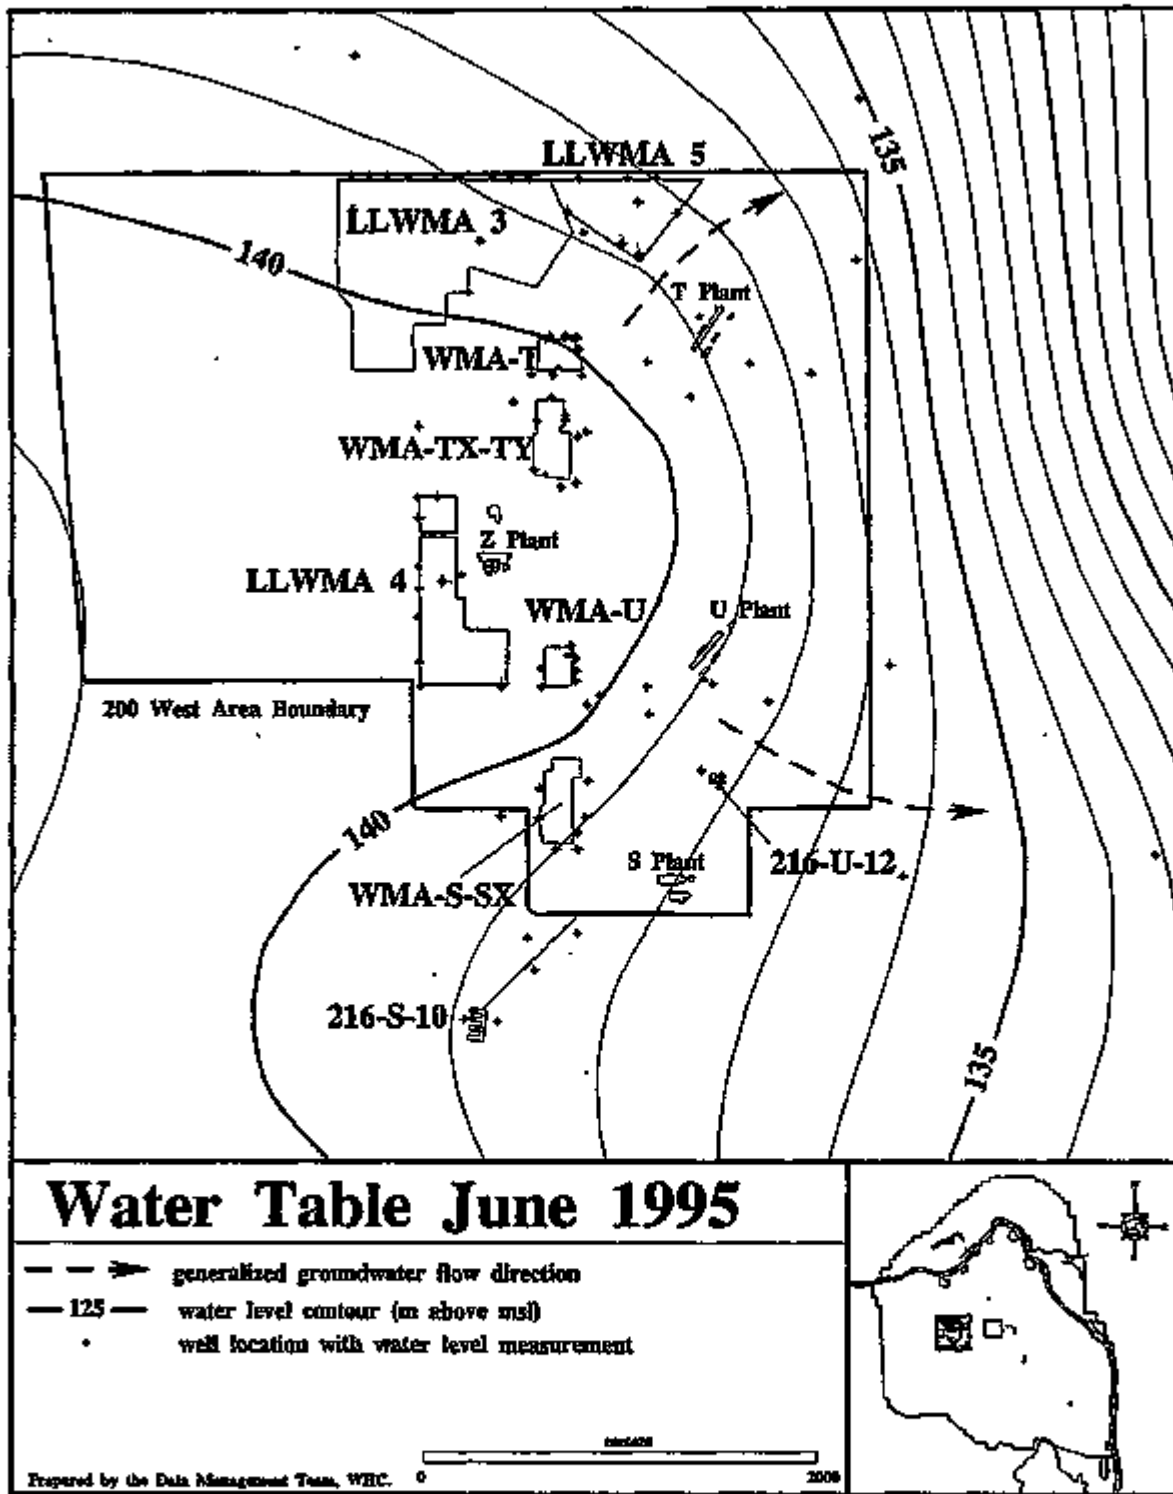 135
LLWMA 5
LLWMA 3
140
T Plant
WMA-T
WMA-TX-TY
Z Plant
LLWMA 4
WMA-U
U Plant
200 West Area Boundary
140
S Plant
216-U-12
WMA-S-SX
216-S-10
135
Water Table June 1995
generalized groundwater flow direction
125 water level contour (m above msl)
well location with water level measurement
0 2000
Prepared by the Data Management Team, WHC.